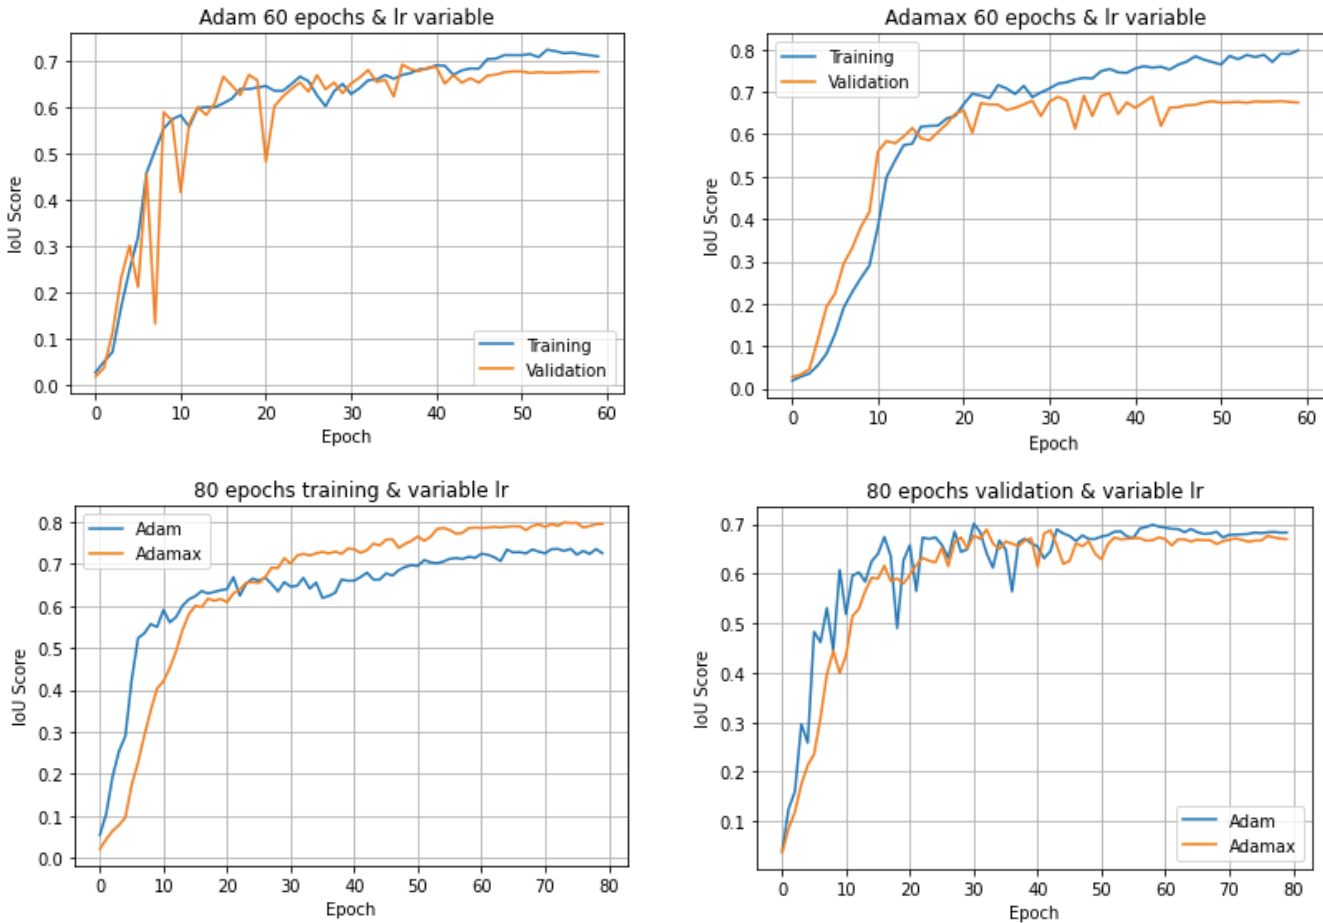 Adam 60 epochs & lr variable
IoU Score
0.7
0.6
0.5
0.4
0.3
0.2
0.1
0.0
Training
Validation
0 10 20 30 40 50 60
Epoch
Adamax 60 epochs & lr variable
IoU Score
0.8
0.7
0.6
0.5
0.4
0.3
0.2
0.1
0.0
Training
Validation
0 10 20 30 40 50 60
Epoch
80 epochs training & variable lr
IoU Score
0.8
0.7
0.6
0.5
0.4
0.3
0.2
0.1
0.0
Adam
Adamax
0 10 20 30 40 50 60 70 80
Epoch
80 epochs validation & variable lr
IoU Score
0.7
0.6
0.5
0.4
0.3
0.2
0.1
Adam
Adamax
0 10 20 30 40 50 60 70 80
Epoch